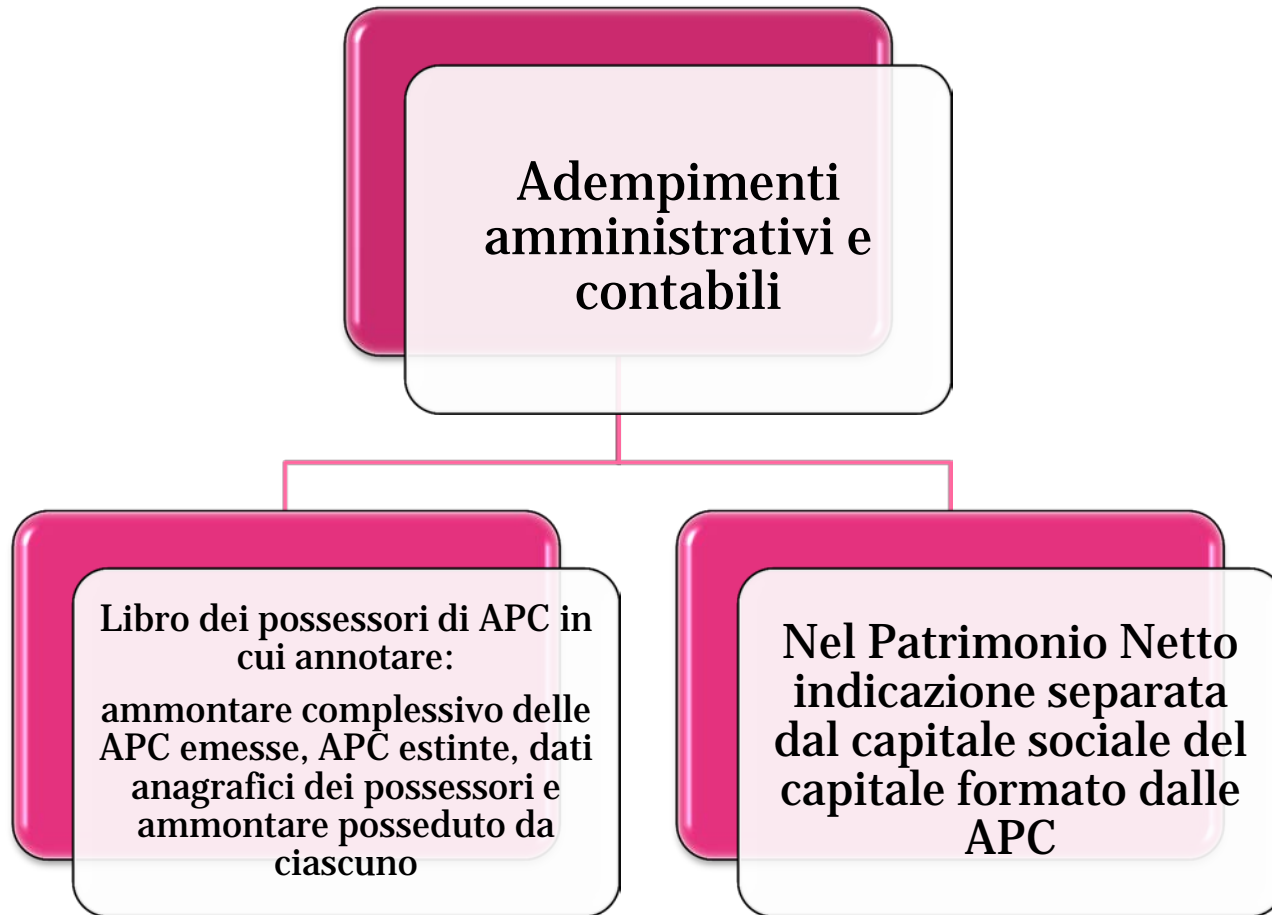 Adempimenti
amministrativi e
contabili
Libro dei possessori di APC in
cui annotare:
ammontare complessivo delle
APC emesse, APC estinte, dati
anagrafici dei possessori e
ammontare posseduto da
ciascuno
Nel Patrimonio Netto
indicazione separata
dal capitale sociale del
capitale formato dalle
APC